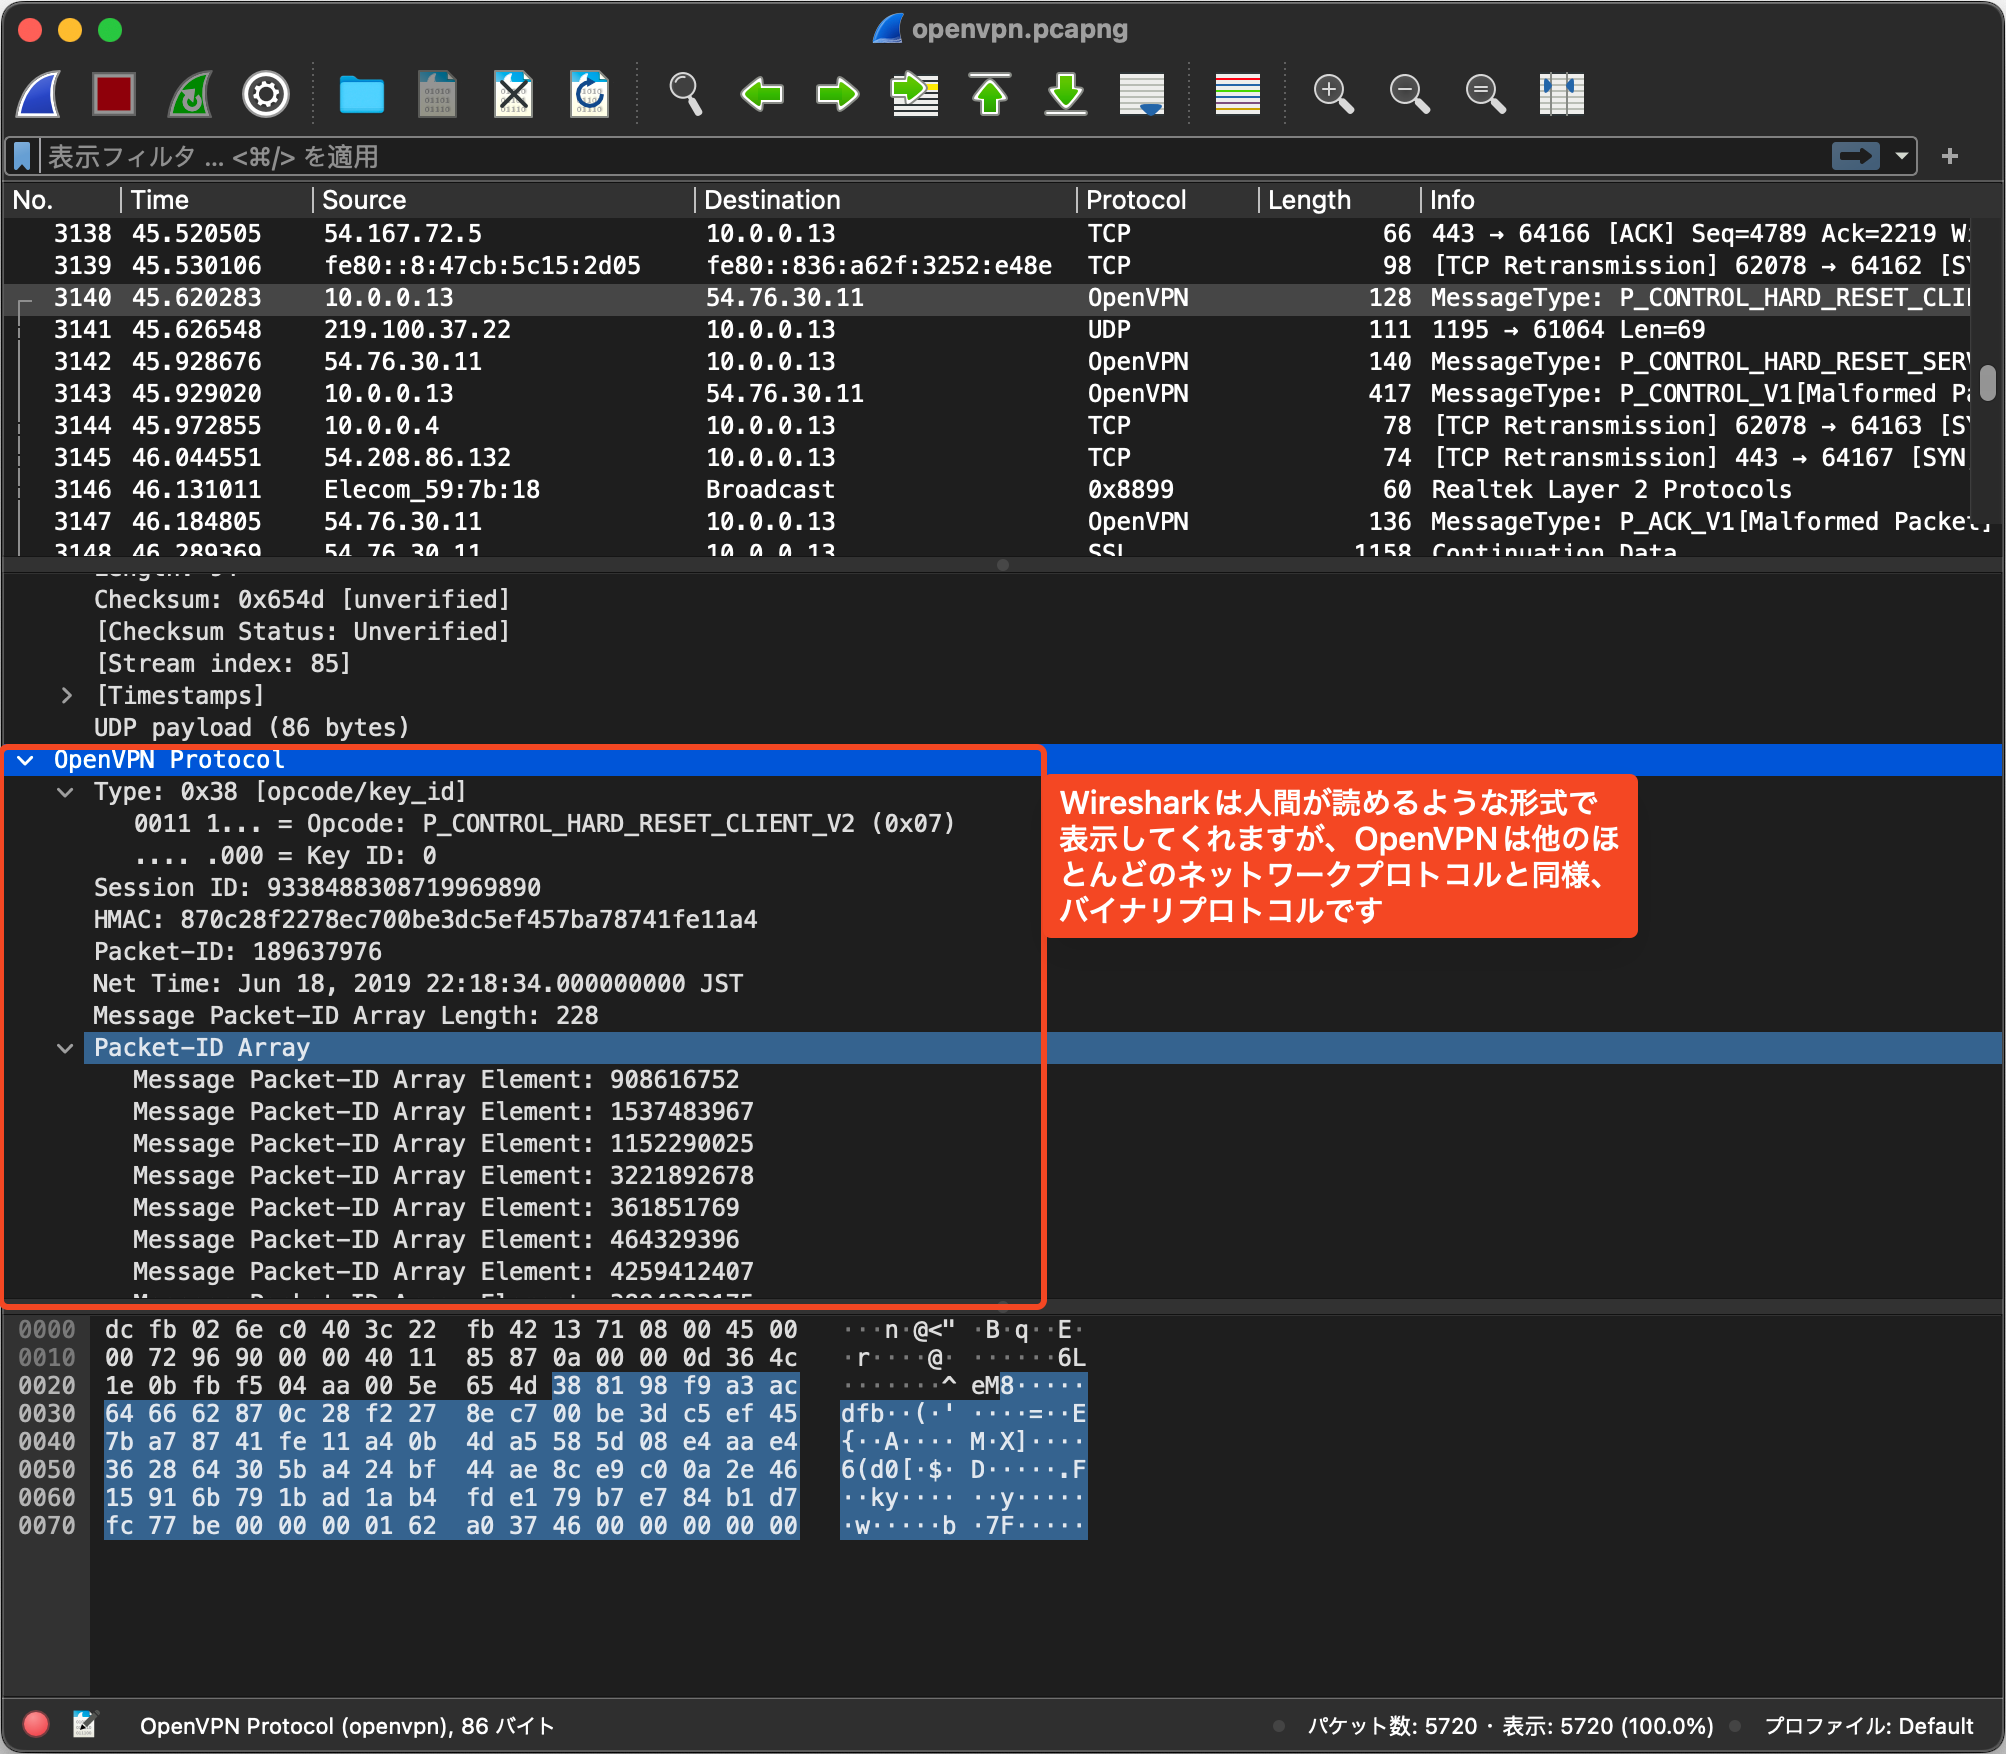 openvpn.pcapng
表示フィルタ ... <⌘/> を適用
No. Time Source Destination Protocol Length Info
3138 45.520505 54.167.72.5 10.0.0.13 TCP 66 443 → 64166 [ACK] Seq=4789 Ack=2219 Wi
3139 45.530106 fe80::8:47cb:5c15:2d05 fe80::836:a62f:3252:e48e TCP 98 [TCP Retransmission] 62078 → 64162 [SY
3140 45.620283 10.0.0.13 54.76.30.11 OpenVPN 128 MessageType: P_CONTROL_HARD_RESET_CLIE
3141 45.626548 219.100.37.22 10.0.0.13 UDP 111 1195 → 61064 Len=69
3142 45.928676 54.76.30.11 10.0.0.13 OpenVPN 140 MessageType: P_CONTROL_HARD_RESET_SERV
3143 45.929020 10.0.0.13 54.76.30.11 OpenVPN 417 MessageType: P_CONTROL_V1[Malformed Pa
3144 45.972855 10.0.0.4 10.0.0.13 TCP 78 [TCP Retransmission] 62078 → 64163 [SY
3145 46.044551 54.208.86.132 10.0.0.13 TCP 74 [TCP Retransmission] 443 → 64167 [SYN,
3146 46.131011 Elecom_59:7b:18 Broadcast 0x8899 60 Realtek Layer 2 Protocols
3147 46.184805 54.76.30.11 10.0.0.13 OpenVPN 136 MessageType: P_ACK_V1[Malformed Packet]
3148 46.289369 54.76.30.11 10.0.0.13 SSL 1158 Continuation Data
Checksum: 0x654d [unverified]
[Checksum Status: Unverified]
[Stream index: 85]
[Timestamps]
UDP payload (86 bytes)
OpenVPN Protocol
Type: 0x38 [opcode/key_id]
0011 1... = Opcode: P_CONTROL_HARD_RESET_CLIENT_V2 (0x07)
.... .000 = Key ID: 0
Session ID: 9338488308719969890
HMAC: 870c28f2278ec700be3dc5ef457ba78741fe11a4
Packet-ID: 189637976
Net Time: Jun 18, 2019 22:18:34.000000000 JST
Message Packet-ID Array Length: 228
Packet-ID Array
Message Packet-ID Array Element: 908616752
Message Packet-ID Array Element: 1537483967
Message Packet-ID Array Element: 1152290025
Message Packet-ID Array Element: 3221892678
Message Packet-ID Array Element: 361851769
Message Packet-ID Array Element: 464329396
Message Packet-ID Array Element: 4259412407
Wiresharkは人間が読めるような形式で
表示してくれますが、OpenVPNは他のほ
とんどのネットワークプロトコルと同様、
バイナリプロトコルです
0000 dc fb 02 6e c0 40 3c 22 fb 42 13 71 08 00 45 00 ···n·@<" ·B·q··E·
0010 00 72 96 90 00 00 40 11 85 87 0a 00 00 0d 36 4c ·r····@· ······6L
0020 1e 0b fb f5 04 aa 00 5e 65 4d 38 81 98 f9 a3 ac ·······^ eM8·····
0030 64 66 62 87 0c 28 f2 27 8e c7 00 be 3d c5 ef 45 dfb··(·' ····=··E
0040 7b a7 87 41 fe 11 a4 0b 4d a5 58 5d 08 e4 aa e4 {··A···· M·X]····
0050 36 28 64 30 5b a4 24 bf 44 ae 8c e9 c0 0a 2e 46 6(d0[·$· D·····.F
0060 15 91 6b 79 1b ad 1a b4 fd e1 79 b7 e7 84 b1 d7 ··ky···· ··y·····
0070 fc 77 be 00 00 00 01 62 a0 37 46 00 00 00 00 00 ·w·····b ·7F·····
OpenVPN Protocol (openvpn), 86 バイト
パケット数: 5720 · 表示: 5720 (100.0%)
プロファイル: Default